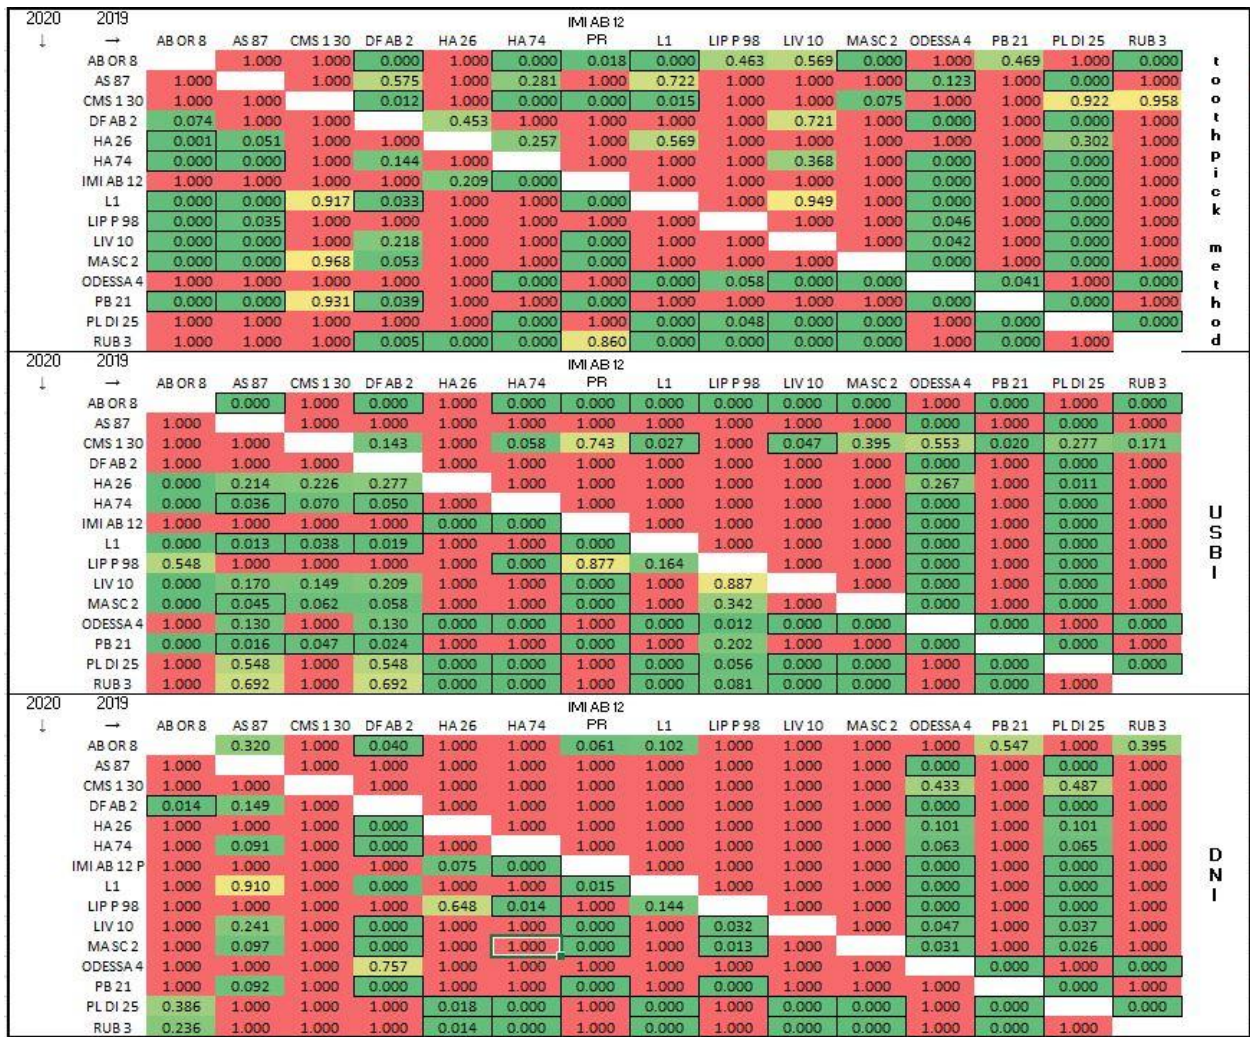 2020 2019
↓ → AB OR 8 AS 87 CMS 1 30 DF AB 2 HA 26 HA 74 IMI AB 12 PR L1 LIP P 98 LIV 10 MA SC 2 ODESSA 4 PB 21 PL DI 25 RUB 3
AB OR 8 1.000 1.000 0.000 1.000 0.000 0.018 0.000 0.463 0.569 0.000 1.000 0.469 1.000 0.000
AS 87 1.000 1.000 0.575 1.000 0.281 1.000 0.722 1.000 1.000 1.000 0.123 1.000 0.000 1.000
CMS 1 30 1.000 1.000 0.012 1.000 0.000 0.000 0.015 1.000 1.000 0.075 1.000 1.000 0.922 0.958
DF AB 2 0.074 1.000 1.000 0.453 1.000 1.000 1.000 1.000 0.721 1.000 0.000 1.000 0.000 1.000
HA 26 0.001 0.051 1.000 1.000 0.257 1.000 0.569 1.000 1.000 1.000 1.000 1.000 0.302 1.000
HA 74 0.000 0.000 1.000 0.144 1.000 1.000 1.000 1.000 0.368 1.000 0.000 1.000 0.000 1.000
IMI AB 12 1.000 1.000 1.000 1.000 0.209 0.000 1.000 1.000 1.000 1.000 0.000 1.000 0.000 1.000
L1 0.000 0.000 0.917 0.033 1.000 1.000 0.000 1.000 0.949 1.000 0.000 1.000 0.000 1.000
LIP P 98 0.000 0.035 1.000 1.000 1.000 1.000 1.000 1.000 1.000 1.000 0.046 1.000 0.000 1.000
LIV 10 0.000 0.000 1.000 0.218 1.000 1.000 0.000 1.000 1.000 1.000 0.042 1.000 0.000 1.000
MA SC 2 0.000 0.000 0.968 0.053 1.000 1.000 0.000 1.000 1.000 1.000 0.000 1.000 0.000 1.000
ODESSA 4 1.000 1.000 1.000 1.000 1.000 0.000 1.000 0.000 0.058 0.000 0.000 0.041 1.000 0.000
PB 21 0.000 0.000 0.931 0.039 1.000 1.000 0.000 1.000 1.000 1.000 1.000 0.000 0.000 1.000
PL DI 25 1.000 1.000 1.000 1.000 1.000 0.000 1.000 0.000 0.048 0.000 0.000 1.000 0.000 0.000
RUB 3 1.000 1.000 1.000 0.005 0.000 0.000 0.860 0.000 0.000 0.000 0.000 1.000 0.000 1.000
toothpick method
2020 2019
↓ → AB OR 8 AS 87 CMS 1 30 DF AB 2 HA 26 HA 74 IMI AB 12 PR L1 LIP P 98 LIV 10 MA SC 2 ODESSA 4 PB 21 PL DI 25 RUB 3
AB OR 8 0.000 1.000 0.000 1.000 0.000 0.000 0.000 0.000 0.000 0.000 1.000 0.000 1.000 0.000
AS 87 1.000 1.000 1.000 1.000 1.000 1.000 1.000 1.000 1.000 1.000 0.000 1.000 0.000 1.000
CMS 1 30 1.000 1.000 0.143 1.000 0.058 0.743 0.027 1.000 0.047 0.395 0.553 0.020 0.277 0.171
DF AB 2 1.000 1.000 1.000 1.000 1.000 1.000 1.000 1.000 1.000 1.000 0.000 1.000 0.000 1.000
HA 26 0.000 0.214 0.226 0.277 1.000 1.000 1.000 1.000 1.000 1.000 0.267 1.000 0.011 1.000
HA 74 0.000 0.036 0.070 0.050 1.000 1.000 1.000 1.000 1.000 1.000 0.000 1.000 0.000 1.000
IMI AB 12 1.000 1.000 1.000 1.000 0.000 0.000 1.000 1.000 1.000 1.000 0.000 1.000 0.000 1.000
L1 0.000 0.013 0.038 0.019 1.000 1.000 0.000 1.000 1.000 1.000 0.000 1.000 0.000 1.000
LIP P 98 0.548 1.000 1.000 1.000 1.000 0.000 0.877 0.164 1.000 1.000 0.000 1.000 0.000 1.000
LIV 10 0.000 0.170 0.149 0.209 1.000 1.000 0.000 1.000 0.887 1.000 0.000 1.000 0.000 1.000
MA SC 2 0.000 0.045 0.062 0.058 1.000 1.000 0.000 1.000 0.342 1.000 0.000 1.000 0.000 1.000
ODESSA 4 1.000 0.130 1.000 0.130 0.000 0.000 0.000 0.000 0.012 0.000 0.000 0.000 1.000 0.000
PB 21 0.000 0.016 0.047 0.024 1.000 1.000 0.000 1.000 0.202 1.000 1.000 0.000 0.000 1.000
PL DI 25 1.000 0.548 1.000 0.548 0.000 0.000 1.000 0.000 0.056 0.000 0.000 1.000 0.000 0.000
RUB 3 1.000 0.692 1.000 0.692 0.000 0.000 1.000 0.000 0.081 0.000 0.000 1.000 0.000 1.000
USBI
2020 2019
↓ → AB OR 8 AS 87 CMS 1 30 DF AB 2 HA 26 HA 74 IMI AB 12 PR L1 LIP P 98 LIV 10 MA SC 2 ODESSA 4 PB 21 PL DI 25 RUB 3
AB OR 8 0.320 1.000 0.040 1.000 1.000 0.061 0.102 1.000 1.000 1.000 1.000 0.547 1.000 0.395
AS 87 1.000 1.000 1.000 1.000 1.000 1.000 1.000 1.000 1.000 1.000 0.000 1.000 0.000 1.000
CMS 1 30 1.000 1.000 1.000 1.000 1.000 1.000 1.000 1.000 1.000 1.000 0.433 1.000 0.487 1.000
DF AB 2 0.014 0.149 1.000 1.000 1.000 1.000 1.000 1.000 1.000 1.000 0.000 1.000 0.000 1.000
HA 26 1.000 1.000 1.000 0.000 1.000 1.000 1.000 1.000 1.000 1.000 0.101 1.000 0.101 1.000
HA 74 1.000 0.091 1.000 0.000 1.000 1.000 1.000 1.000 1.000 1.000 0.063 1.000 0.065 1.000
IMI AB 12 P 1.000 1.000 1.000 1.000 0.075 0.000 1.000 1.000 1.000 1.000 0.000 1.000 0.000 1.000
L1 1.000 0.910 1.000 0.000 1.000 1.000 0.015 1.000 1.000 1.000 0.000 1.000 0.000 1.000
LIP P 98 1.000 1.000 1.000 1.000 0.648 0.014 1.000 0.144 1.000 1.000 0.000 1.000 0.000 1.000
LIV 10 1.000 0.241 1.000 0.000 1.000 1.000 0.000 1.000 0.032 1.000 0.047 1.000 0.037 1.000
MA SC 2 1.000 0.097 1.000 0.000 1.000 1.000 0.000 1.000 0.013 1.000 0.031 1.000 0.026 1.000
ODESSA 4 1.000 1.000 1.000 0.757 1.000 1.000 1.000 1.000 1.000 1.000 1.000 0.000 1.000 0.000
PB 21 1.000 0.092 1.000 0.000 1.000 1.000 0.000 1.000 0.000 1.000 1.000 1.000 0.000 1.000
PL DI 25 0.386 1.000 1.000 1.000 0.018 0.000 1.000 0.000 1.000 0.000 0.000 1.000 0.000 0.000
RUB 3 0.236 1.000 1.000 1.000 0.014 0.000 1.000 0.000 1.000 0.000 0.000 1.000 0.000 1.000
DNI